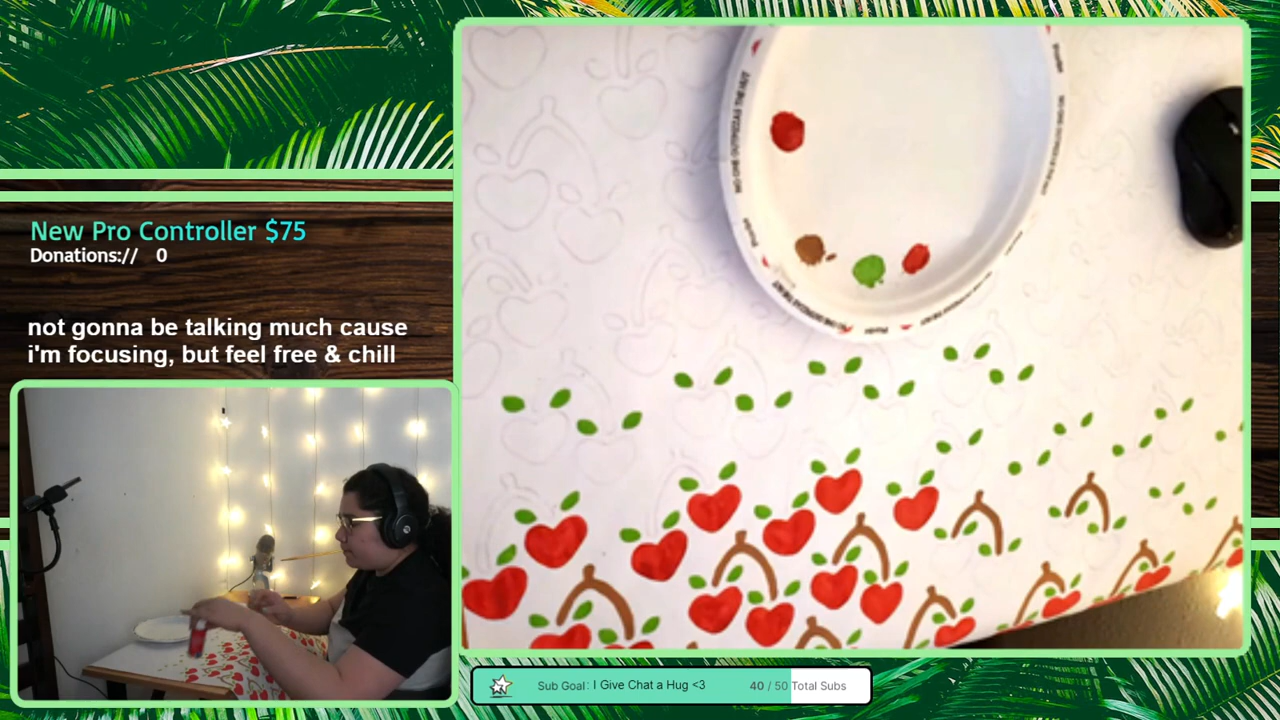 New Pro Controller $75
Donations:// 0
not gonna be talking much cause
i'm focusing, but feel free & chill
Sub Goal: I Give Chat a Hug <3 40 / 50 Total Subs